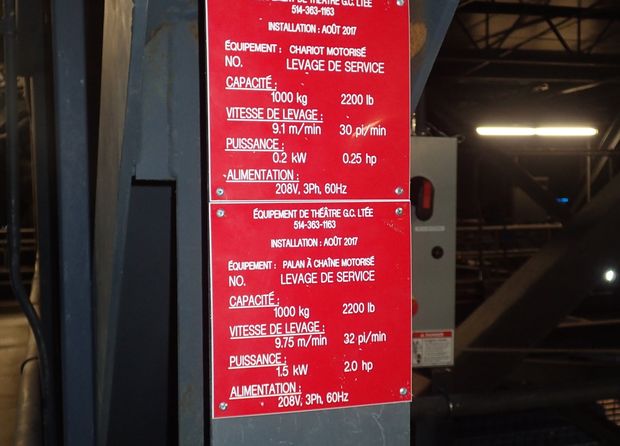 ÉQUIPEMENT DE THÉÂTRE G.C. LTÉE
514-363-1163
INSTALLATION : AOÛT 2017
ÉQUIPEMENT : CHARIOT MOTORISÉ
NO. LEVAGE DE SERVICE
CAPACITÉ :
1000 kg 2200 lb
VITESSE DE LEVAGE :
9.1 m/min 30 pi/min
PUISSANCE :
0.2 kW 0.25 hp
ALIMENTATION :
208V, 3Ph, 60Hz
ÉQUIPEMENT DE THÉÂTRE G.C. LTÉE
514-363-1163
INSTALLATION : AOÛT 2017
ÉQUIPEMENT : PALAN À CHAÎNE MOTORISÉ
NO. LEVAGE DE SERVICE
CAPACITÉ :
1000 kg 2200 lb
VITESSE DE LEVAGE :
9.75 m/min 32 pi/min
PUISSANCE :
1.5 kW 2.0 hp
ALIMENTATION :
208V, 3Ph, 60Hz